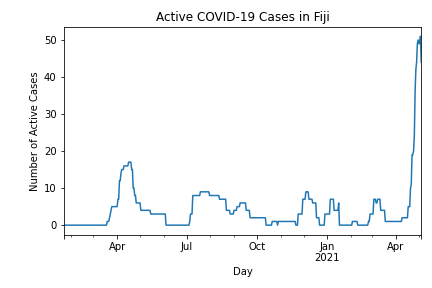 Active COVID-19 Cases in Fiji
50
40
30
20
10
0
Number of Active Cases
Apr
Jul
Oct
Jan
2021
Apr
Day